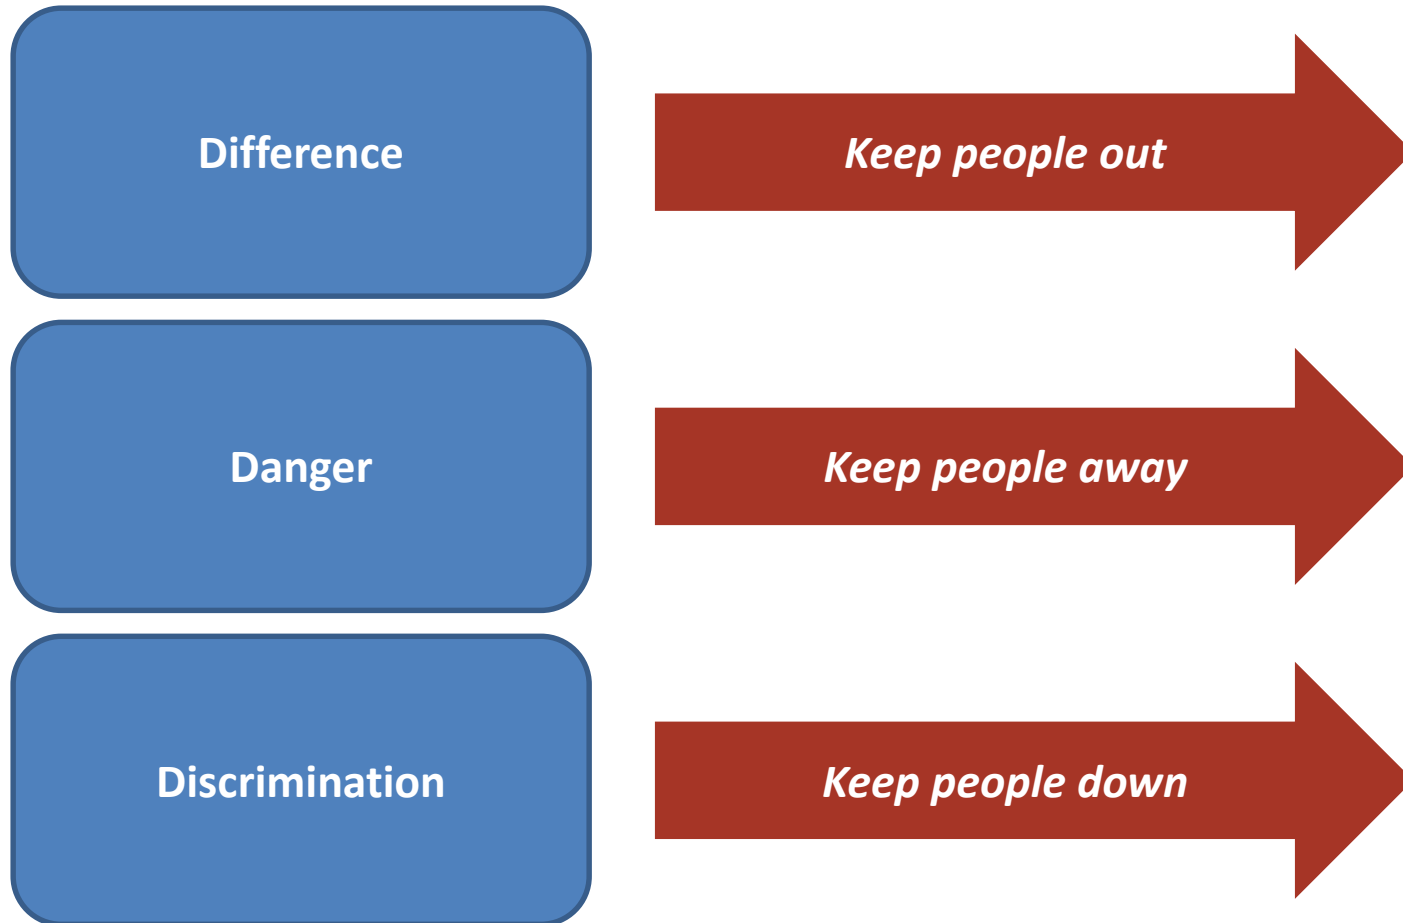 Difference
Keep people out
Danger
Keep people away
Discrimination
Keep people down